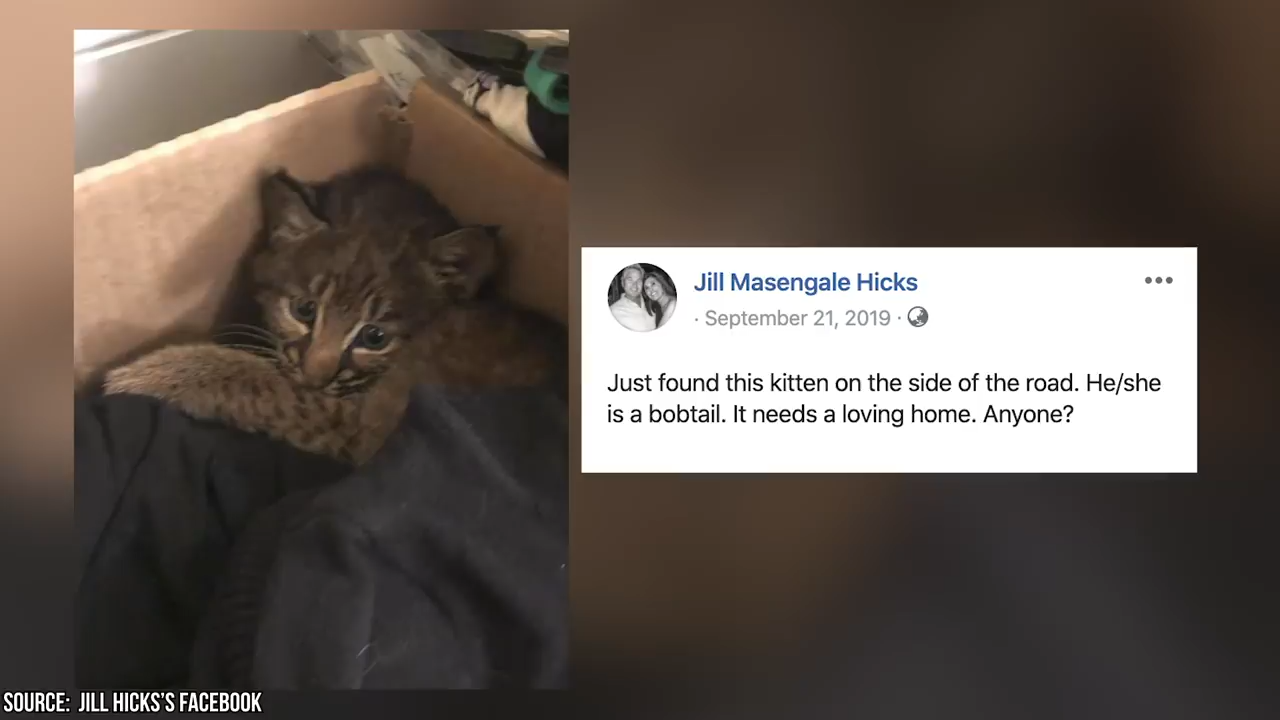 Jill Masengale Hicks
· September 21, 2019 ·
Just found this kitten on the side of the road. He/she
is a bobtail. It needs a loving home. Anyone?
SOURCE: JILL HICKS'S FACEBOOK